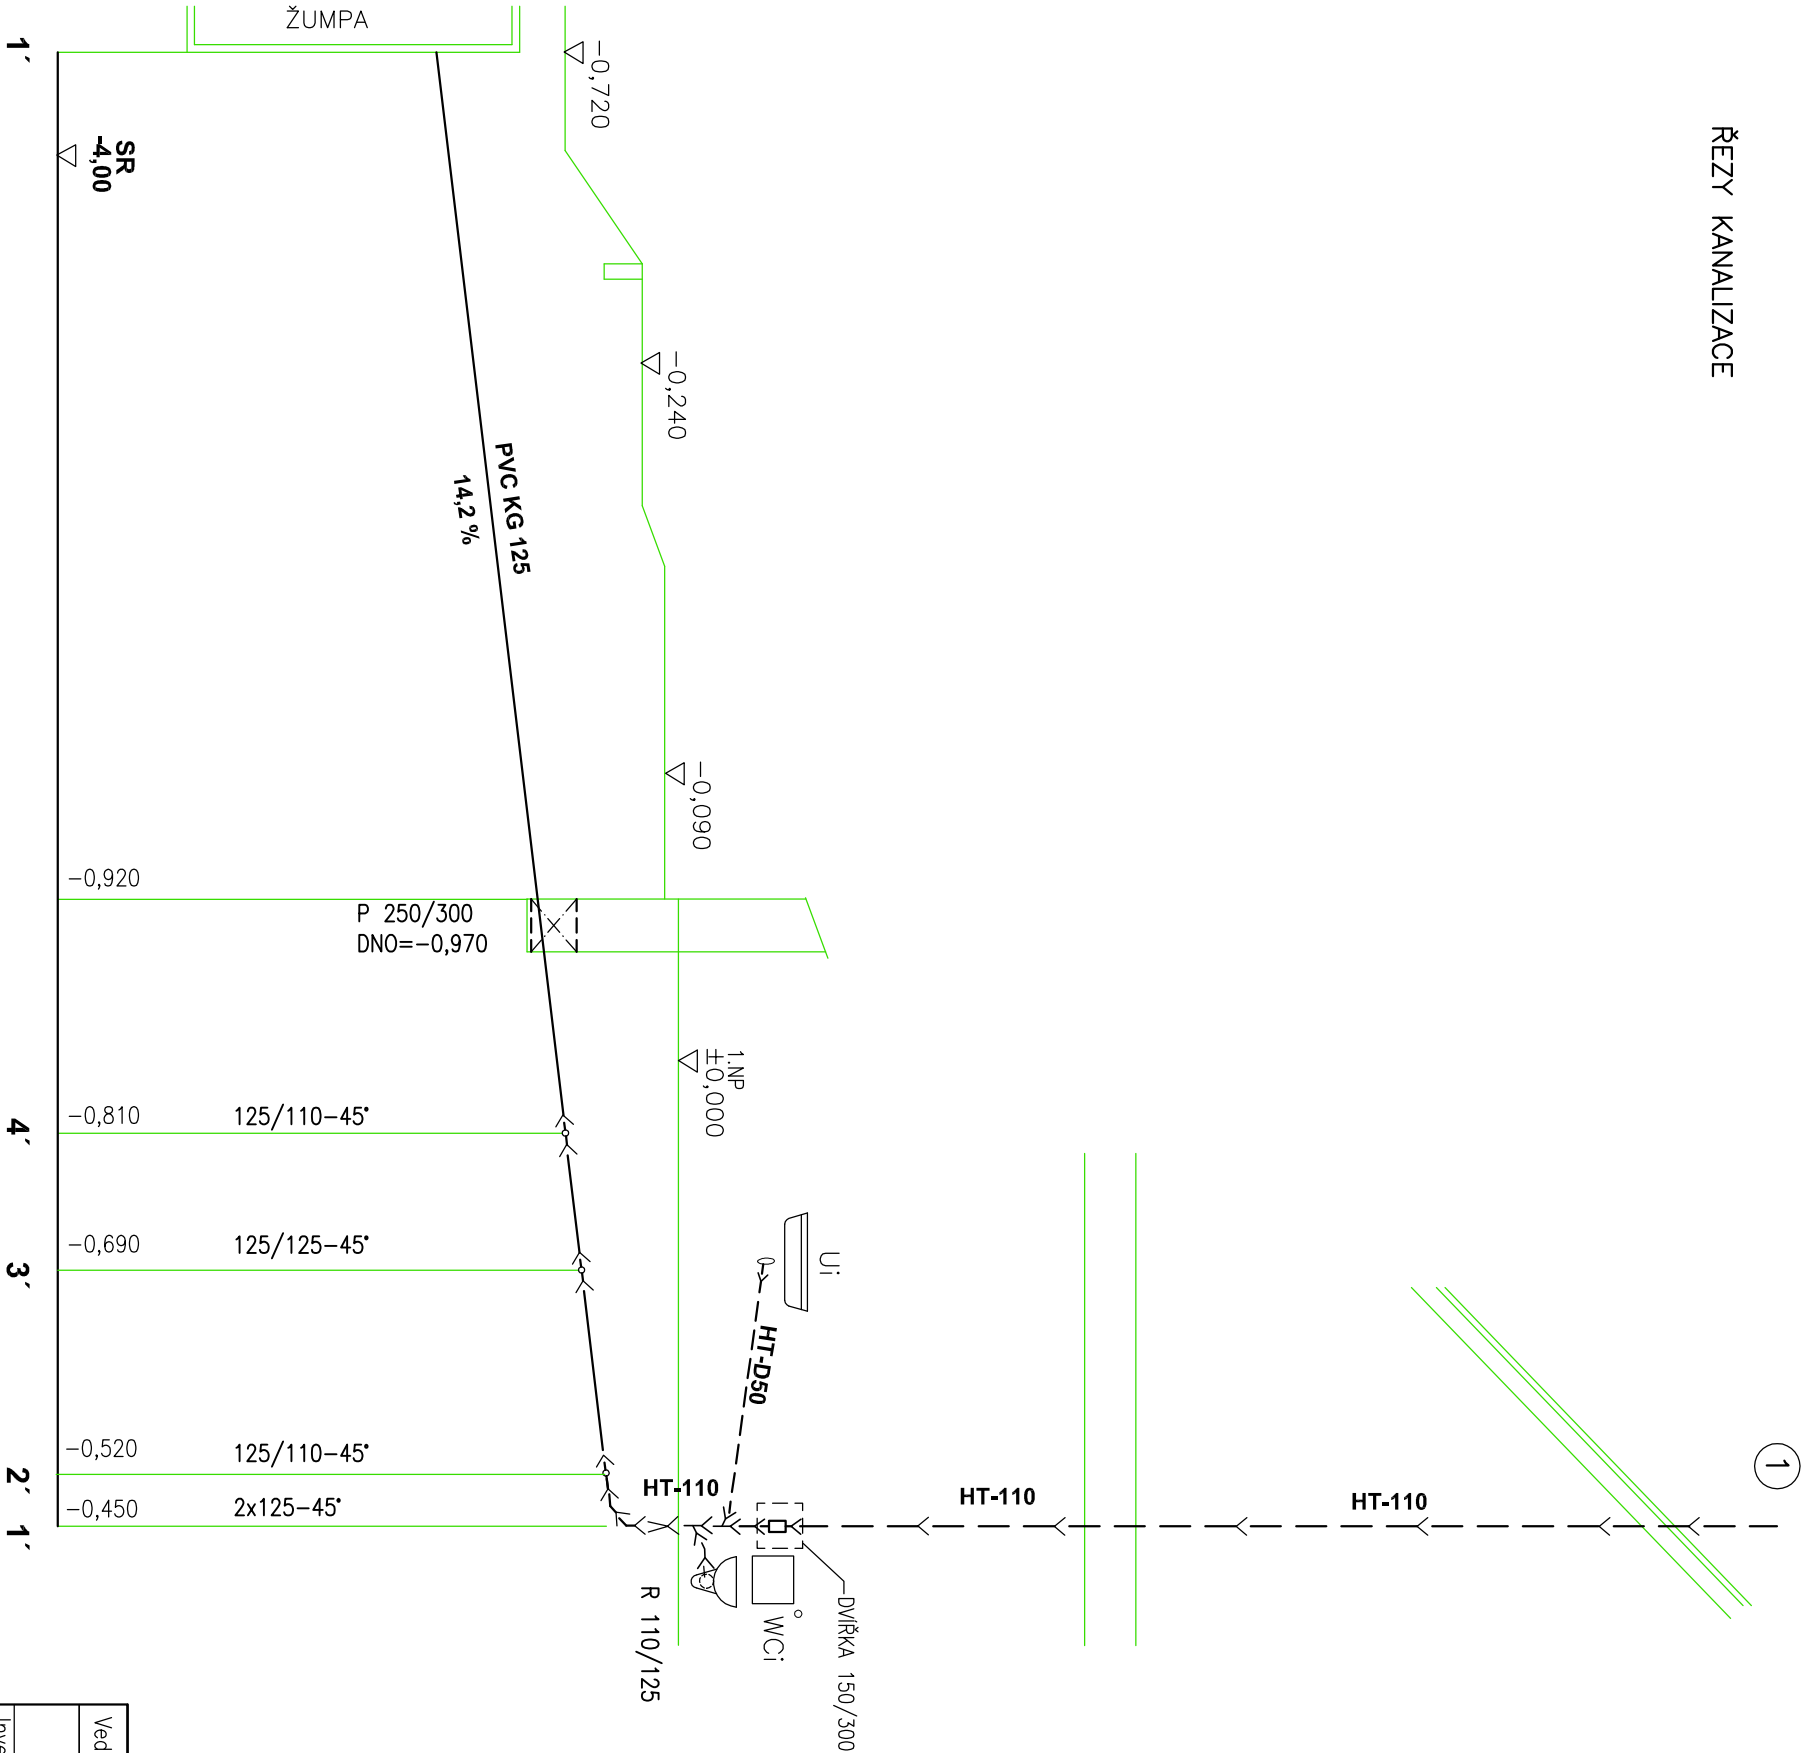 ŘEZY KANALIZACE
ŽUMPA
1´
SR
-4,00
-0,720
-0,240
-0,090
PVC KG 125
14,2 %
-0,920
P 250/300
DNO=-0,970
1.NP
±0,000
-0,810
125/110-45°
4´
-0,690
125/125-45°
3´
-0,520
125/110-45°
2´
-0,450
2x125-45°
1´
Ui
HT-D50
HT-110
HT-110
HT-110
1
R 110/125
WCi
DVÍŘKA 150/300
Ved